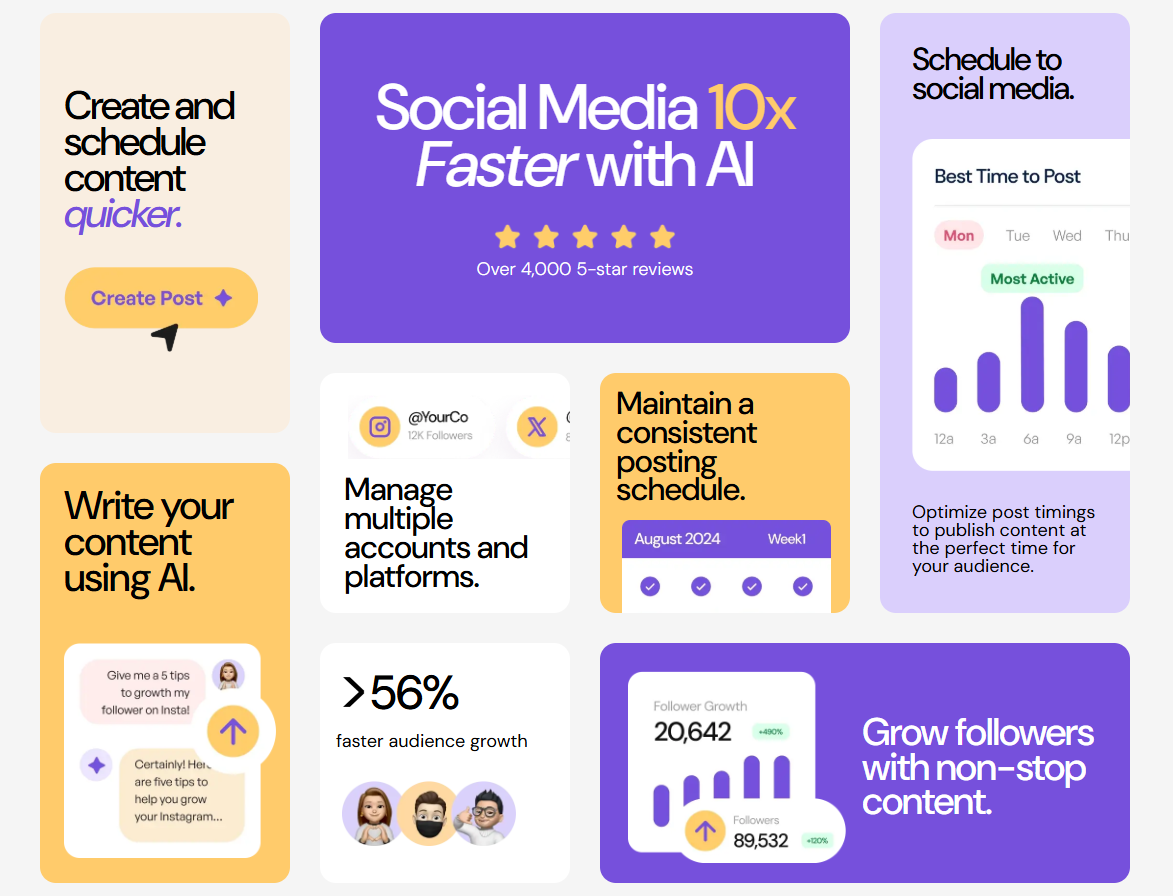 Create and
schedule
content
quicker.
Create Post
Social Media 10x
Faster with AI
Over 4,000 5-star reviews
Schedule to
social media.
Best Time to Post
Mon Tue Wed Thu
Most Active
12a 3a 6a 9a 12p
Optimize post timings
to publish content at
the perfect time for
your audience.
Write your
content
using AI.
Give me a 5 tips
to growth my
follower on Insta!
Certainly!
are five tips to
help you grow
your Instagram...
@YourCo
12K Followers
Manage
multiple
accounts and
platforms.
Maintain a
consistent
posting
schedule.
August 2024 Week1
>56%
faster audience growth
Follower Growth
20,642 +490%
Followers
89,532 +120%
Grow followers
with non-stop
content.